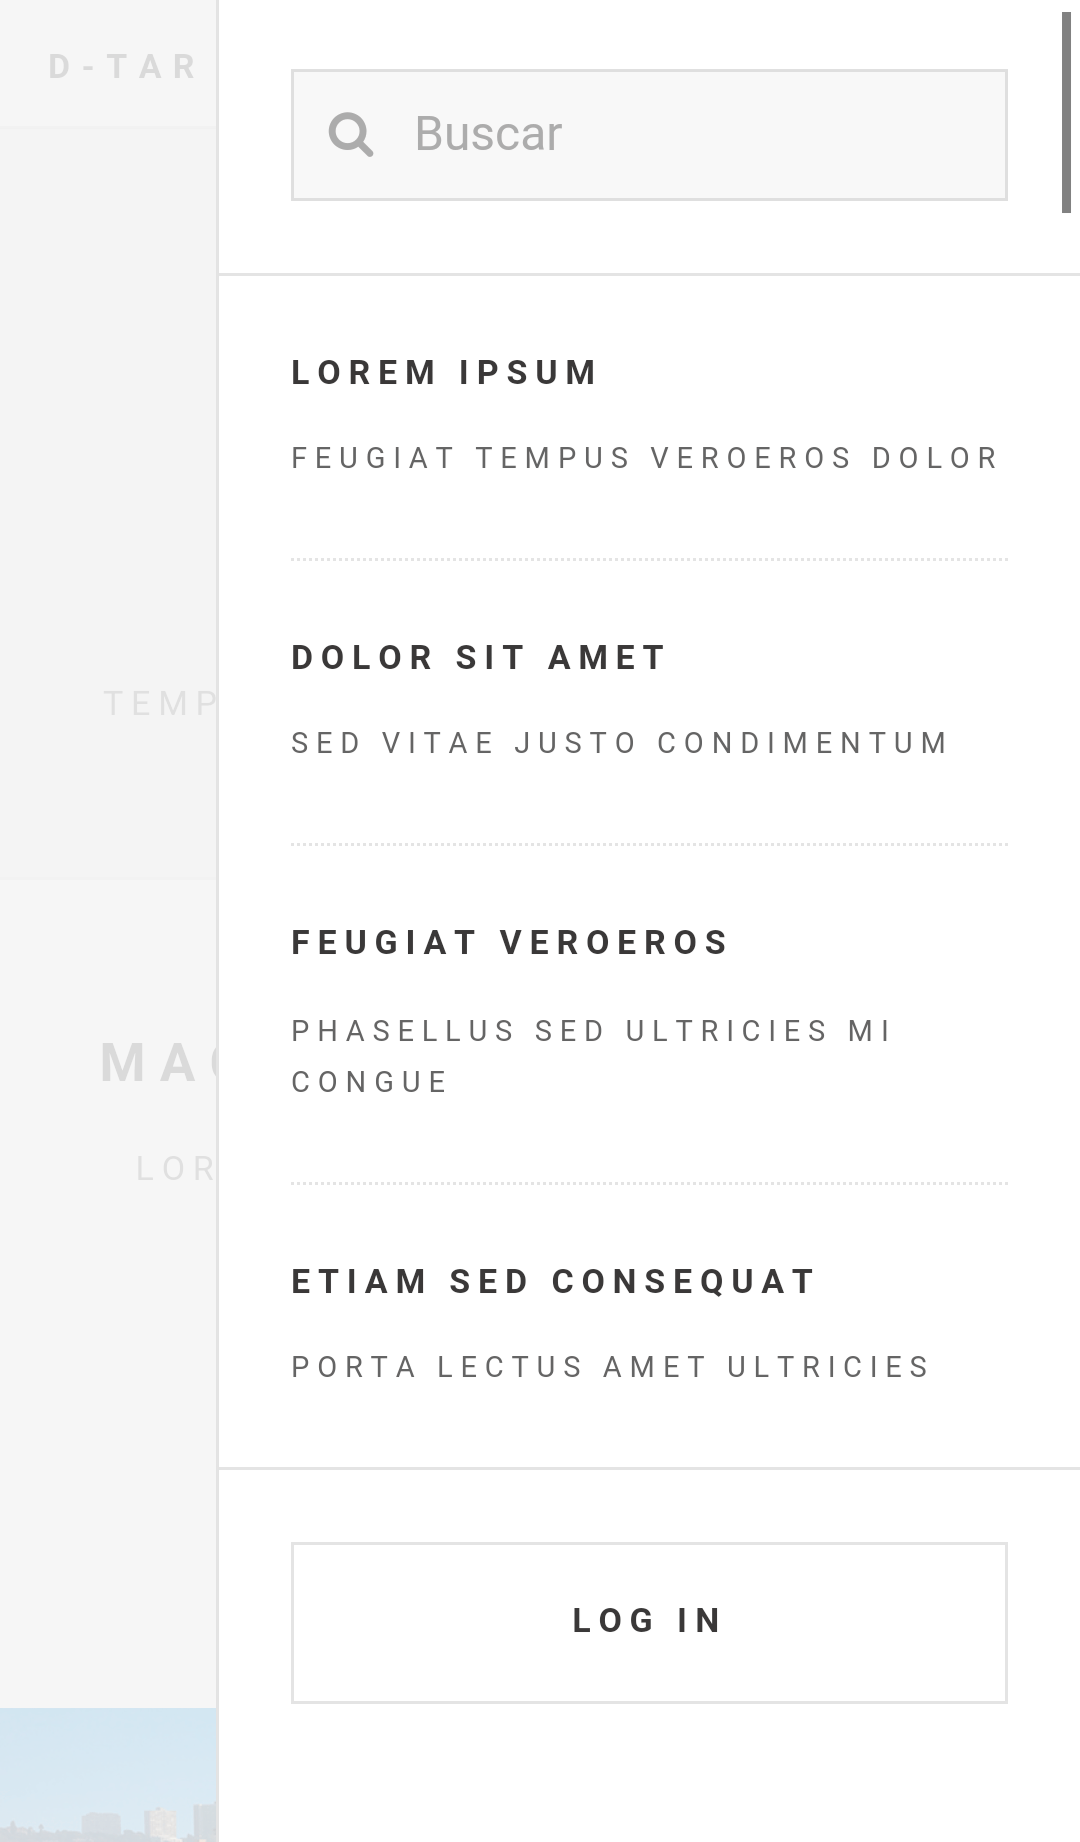 D-TAR
Buscar
LOREM IPSUM
FEUGIAT TEMPUS VEROEROS DOLOR
DOLOR SIT AMET
TEMP
SED VITAE JUSTO CONDIMENTUM
FEUGIAT VEROEROS
PHASELLUS SED ULTRICIES MI
CONGUE
MAG
LOR
ETIAM SED CONSEQUAT
PORTA LECTUS AMET ULTRICIES
LOG IN